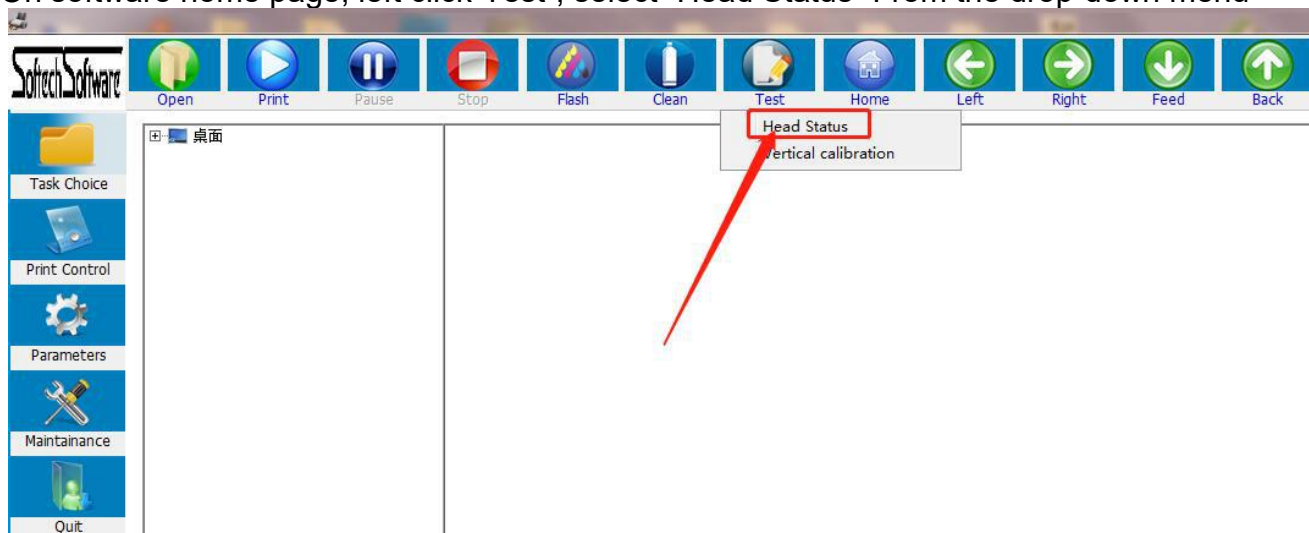 On software home page, left click "Test", select "Head Status" From the drop-down menu
Softech Software
Open Print Pause Stop Flash Clean Test Home Left Right Feed Back
Head Status
Vertical calibration
桌面
Task Choice
Print Control
Parameters
Maintainance
Quit